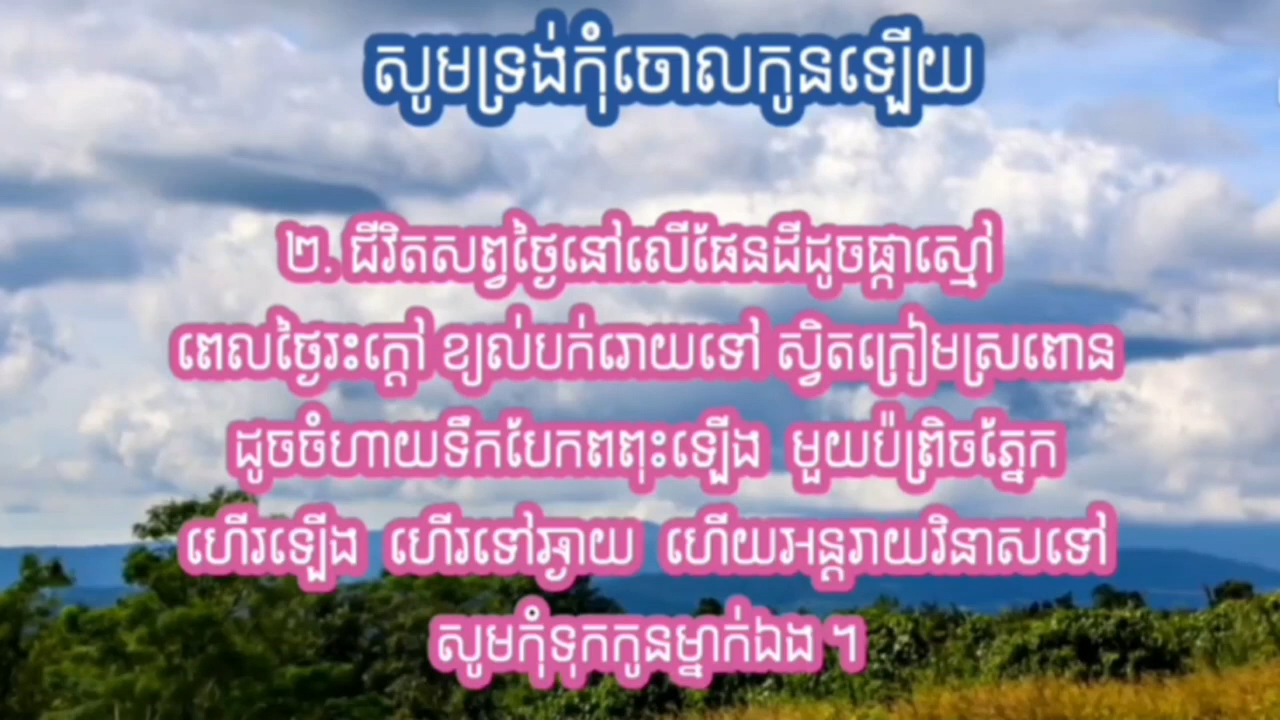 សូមទ្រង់កុំចោលកូនឡើយ
២. ជីវិតសព្វថ្ងៃនៅលើផែនដីដូចផ្កាស្មៅ
ពេលថ្ងៃរះក្ដៅ ខ្យល់បក់រោយទៅ ស្វិតក្រៀមស្រពោន
ដូចចំហាយទឹកបែកពពុះឡើង មួយប៉ព្រិចភ្នែក
ហើរឡើង ហើរទៅឆ្ងាយ ហើយអន្តរាយវិនាសទៅ
សូមកុំទុកកូនម្នាក់ឯង ។